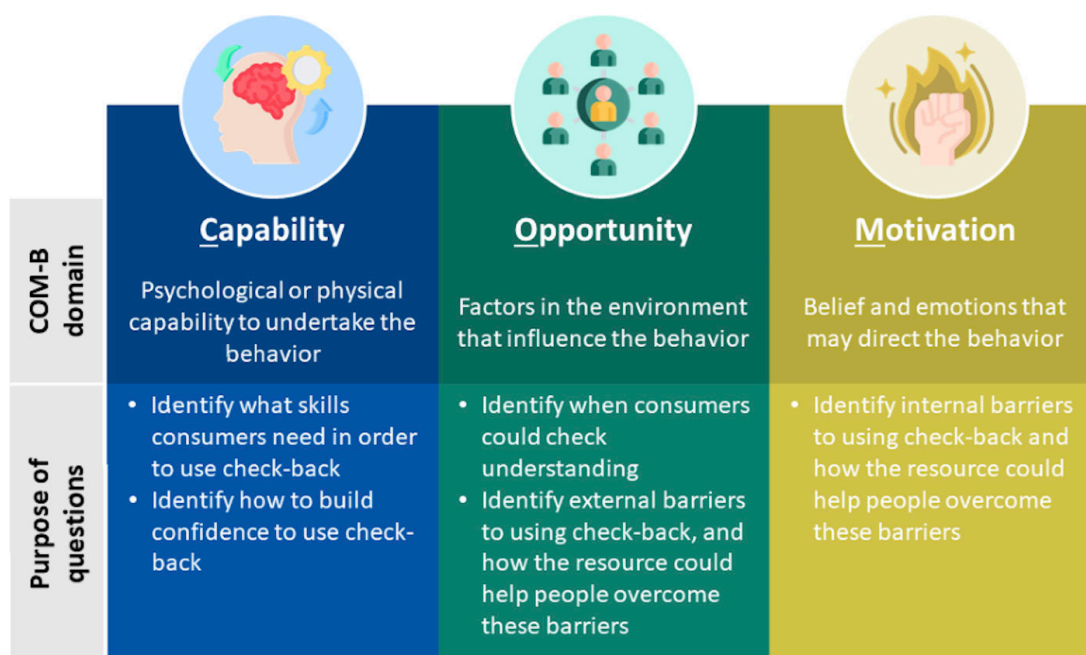 COM-B
domain
Capability
Psychological or physical
capability to undertake the
behavior
Opportunity
Factors in the environment
that influence the behavior
Motivation
Belief and emotions that
may direct the behavior
Purpose of
questions
• Identify what skills
consumers need in order
to use check-back
• Identify how to build
confidence to use check-
back
• Identify when consumers
could check
understanding
• Identify external barriers
to using check-back, and
how the resource could
help people overcome
these barriers
• Identify internal barriers
to using check-back and
how the resource could
help people overcome
these barriers